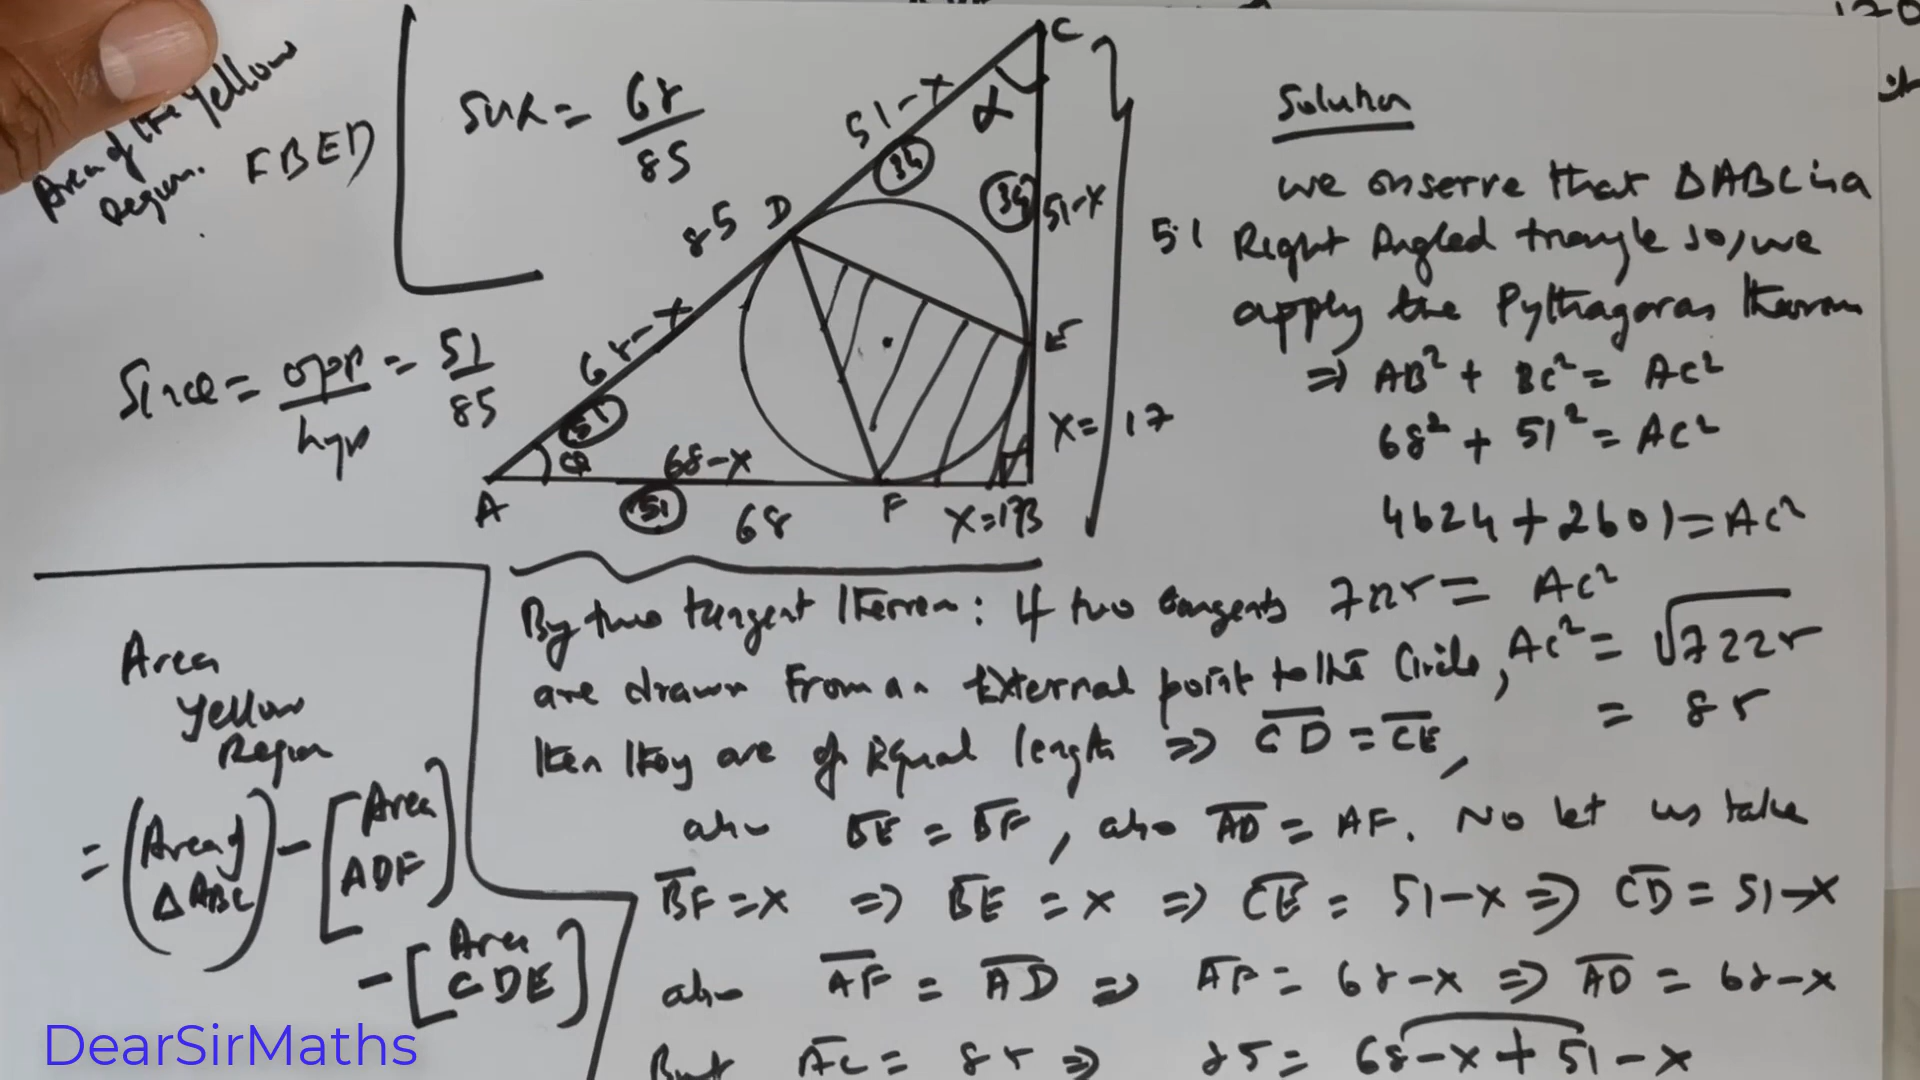 Area of the Yellow
Region. FBED
Sinα = 68/85
Since = opp/hyp = 51/85
C
α
51-x
34
34
51-x
51
D
85
68-x
51
E
x= 17
A
68-x
51
68
F
x=17
B
Solution
we onserve that ΔABC is a
Right Angled triangle so, we
apply the Pythagoras theorem
⇒ AB² + BC² = AC²
68² + 51² = AC²
4624 + 2601 = AC²
7225 = AC²
AC² = √7225
= 85
By two tangent theorem: if two tangents
are drawn from an External point to the Circle,
then they are of Equal length ⇒ CD = CE,
also BE = BF, also AD = AF. No let us take
BF = x ⇒ BE = x ⇒ CE = 51-x ⇒ CD = 51-x
also AF = AD ⇒ AF = 68-x ⇒ AD = 68-x
But AC = 85 ⇒ 85 = 68-x + 51-x
Area
Yellow
Region
= (Area of ΔABC) - [Area ADF]
- [Area CDE]
DearSirMaths